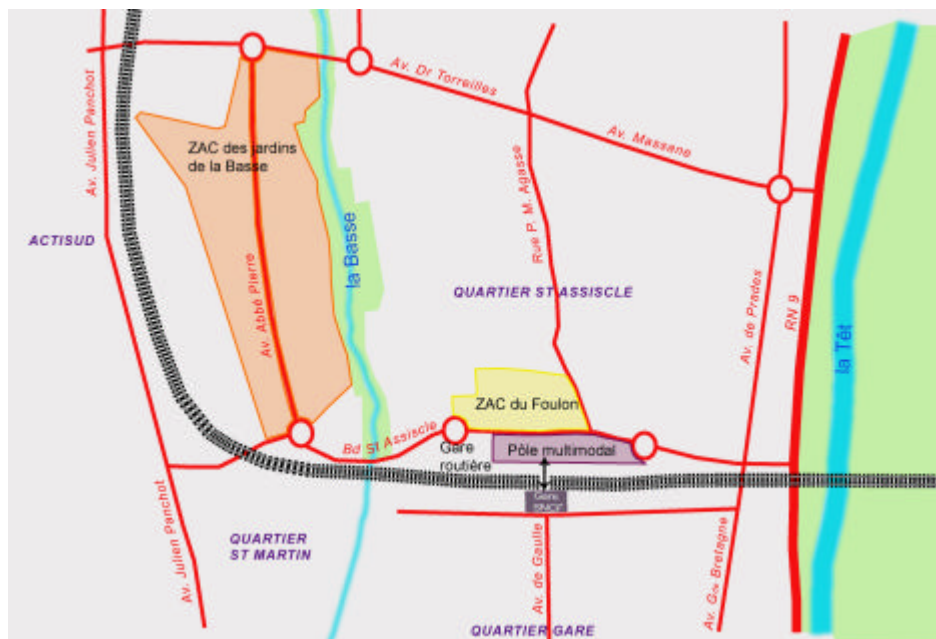 Av. Dr Torreilles
Av. Massane
Av. Julien Panchot
ZAC des jardins
de la Basse
Rue P. M. Agasse
ACTISUD
la Basse
Av. Abbé Pierre
QUARTIER ST ASSISCLE
Av. de Prades
RN 9
la Têt
ZAC du Foulon
Bd St Assiscle
Gare
routière
Pôle multimodal
Gare
SNCF
Av. Julien Panchot
QUARTIER
ST MARTIN
Av. de Gaulle
Av. Gde Bretagne
QUARTIER GARE